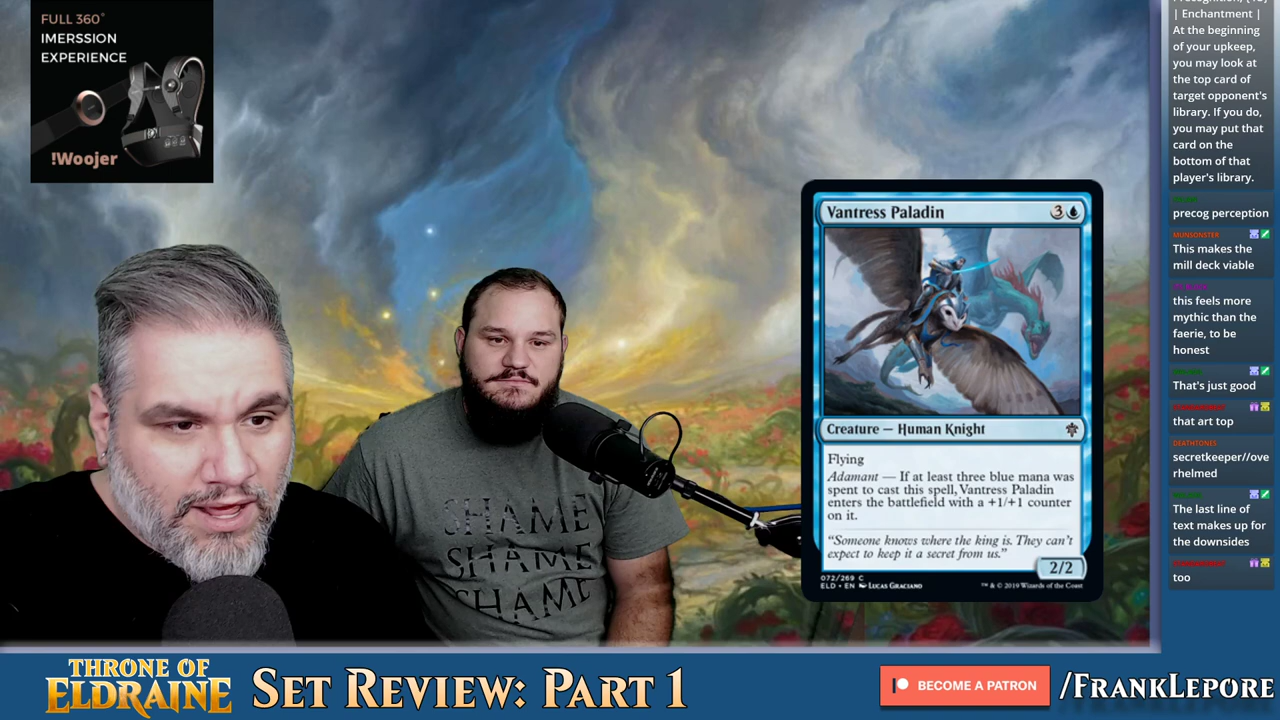 FULL 360°
IMERSSION
EXPERIENCE
!Woojer
SHAME
SHAME
SHAME
Vantress Paladin
3
Creature — Human Knight
Flying
Adamant — If at least three blue mana was
spent to cast this spell, Vantress Paladin
enters the battlefield with a +1/+1 counter
on it.
“Someone knows where the king is. They can’t
expect to keep it a secret from us.”
2/2
072/269 C
ELD • EN LUCAS GRACIANO
™ & © 2019 Wizards of the Coast
| Enchantment |
At the beginning
of your upkeep,
you may look at
the top card of
target opponent's
library. If you do,
you may put that
card on the
bottom of that
player's library.
precog perception
MUNSONSTER
This makes the
mill deck viable
this feels more
mythic than the
faerie, to be
honest
That's just good
that art top
DEATHTONES
secretkeeper//ove
rhelmed
The last line of
text makes up for
the downsides
too
THRONE OF
ELDRAINE
SET REVIEW: PART 1
BECOME A PATRON
/FRANKLEPORE